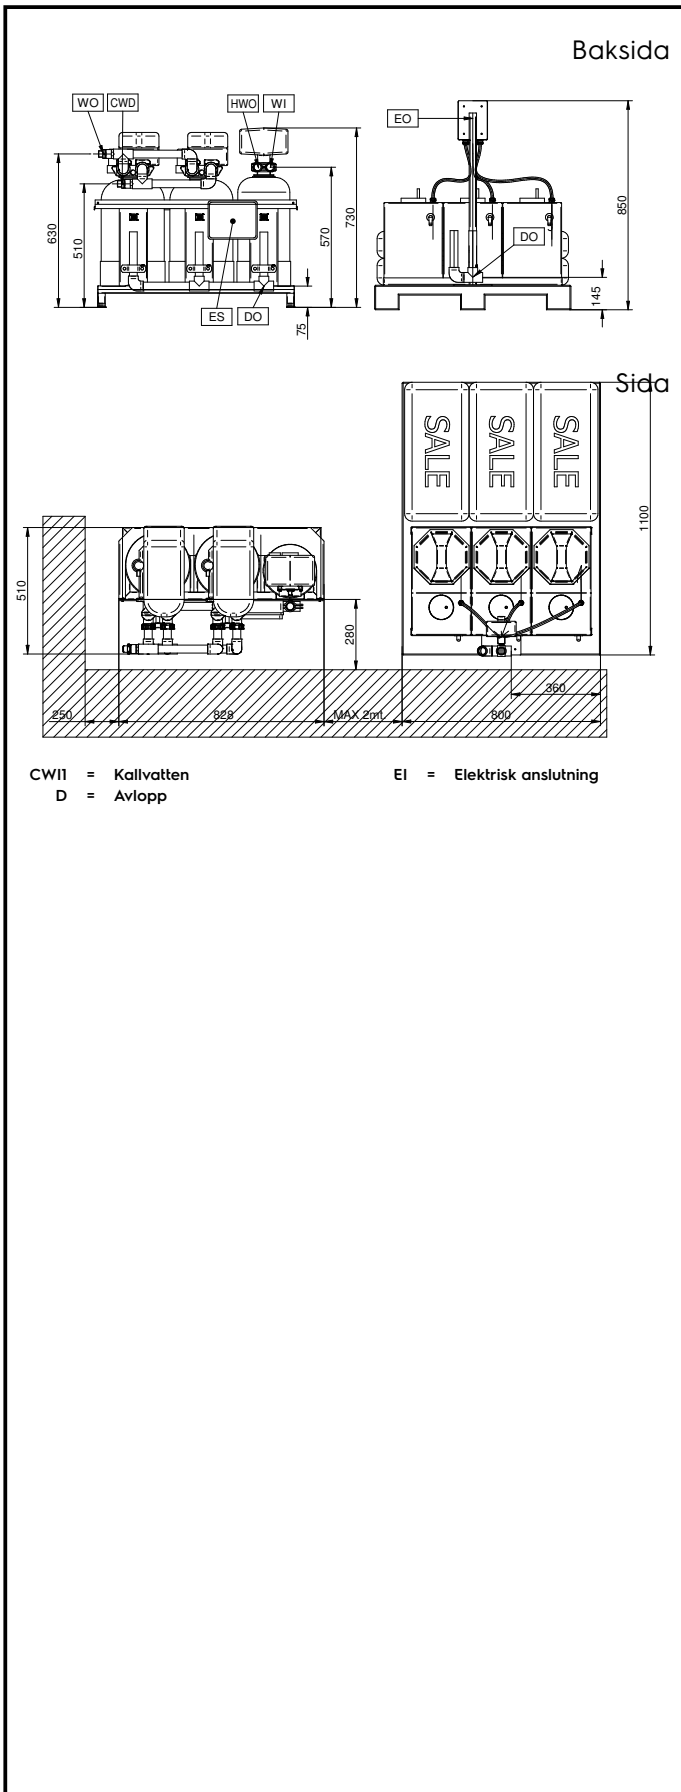 Baksida
WO CWD HWO WI
EO
630
510
570
730
850
DO
145
ES DO
75
Sida
SALE SALE SALE
510
280
1100
360
250 828 MAX 2mt. 800
CWI1 = Kallvatten
D = Avlopp
EI = Elektrisk anslutning